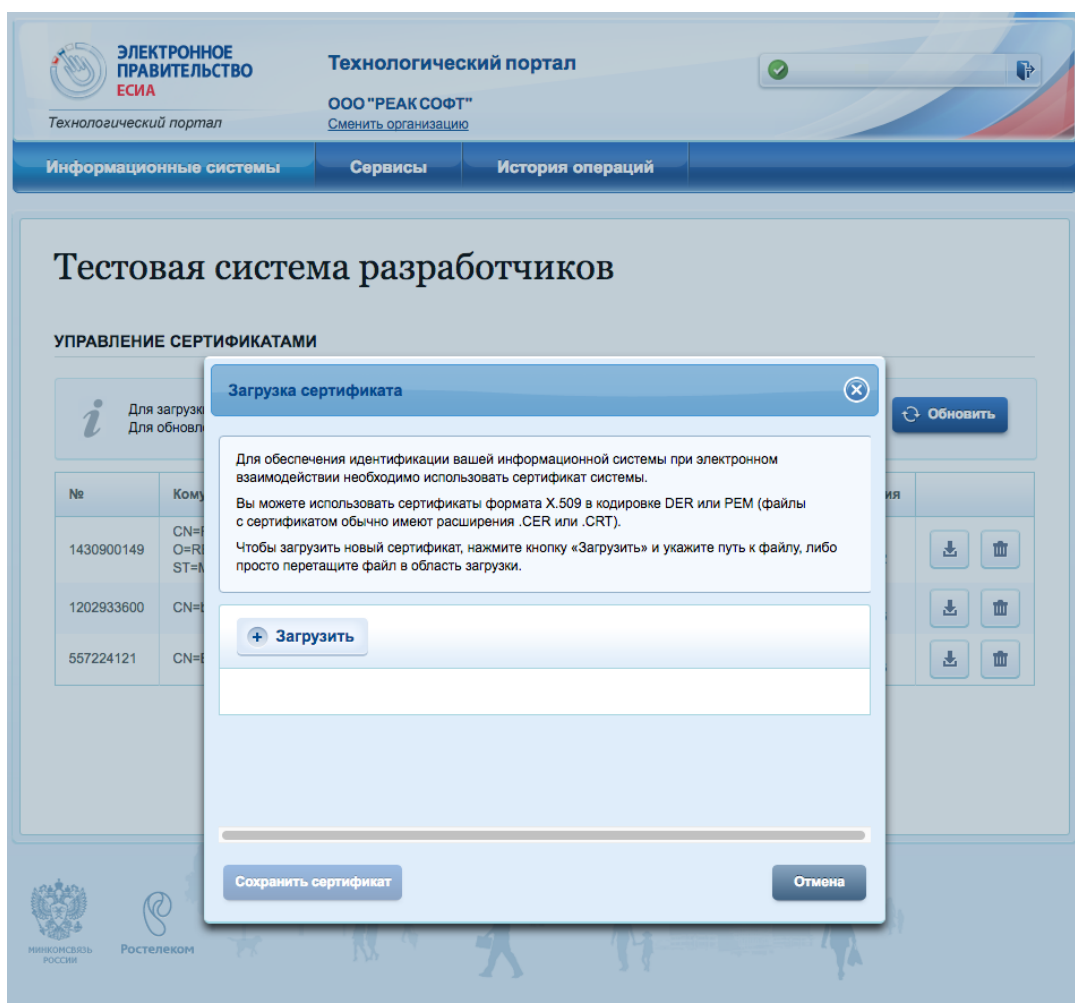 ЭЛЕКТРОННОЕ
ПРАВИТЕЛЬСТВО
ЕСИА
Технологический портал
Технологический портал
ООО "РЕАК СОФТ"
Сменить организацию
Информационные системы
Сервисы
История операций
Тестовая система разработчиков
УПРАВЛЕНИЕ СЕРТИФИКАТАМИ
Для
Для
Обновить
№
1430900149
O=RE
1202933600
557224121
Загрузка сертификата
Для обеспечения идентификации вашей информационной системы при электронном
взаимодействии необходимо использовать сертификат системы.
Вы можете использовать сертификаты формата X.509 в кодировке DER или PEM (файлы
с сертификатом обычно имеют расширения .CER или .CRT).
Чтобы загрузить новый сертификат, нажмите кнопку «Загрузить» и укажите путь к файлу, либо
просто перетащите файл в область загрузки.
Загрузить
Сохранить сертификат
Отмена
МИНКОМСВЯЗЬ
РОССИИ
Ростелеком